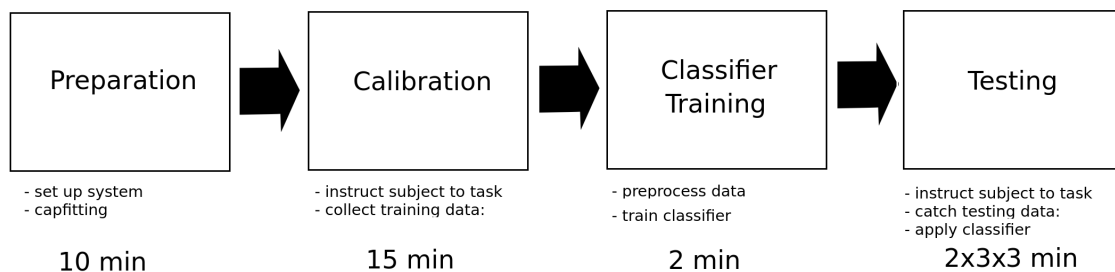 Preparation
- set up system
- capfitting
10 min
Calibration
- instruct subject to task
- collect training data:
15 min
Classifier
Training
- preprocess data
- train classifier
2 min
Testing
- instruct subject to task
- catch testing data:
- apply classifier
2x3x3 min